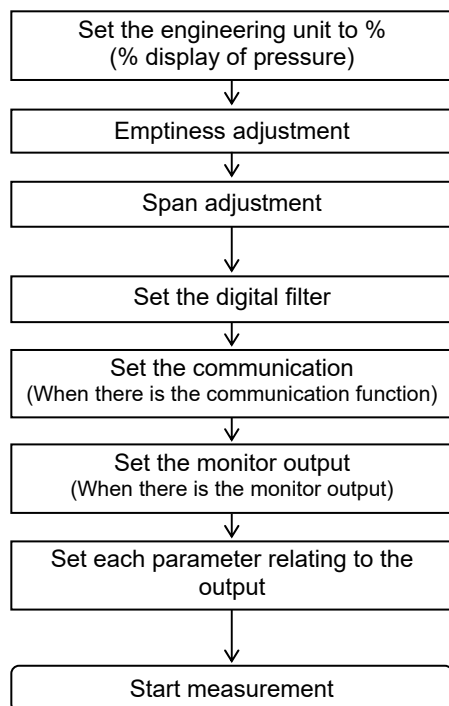 Set the engineering unit to %
(% display of pressure)
Emptiness adjustment
Span adjustment
Set the digital filter
Set the communication
(When there is the communication function)
Set the monitor output
(When there is the monitor output)
Set each parameter relating to the
output
Start measurement